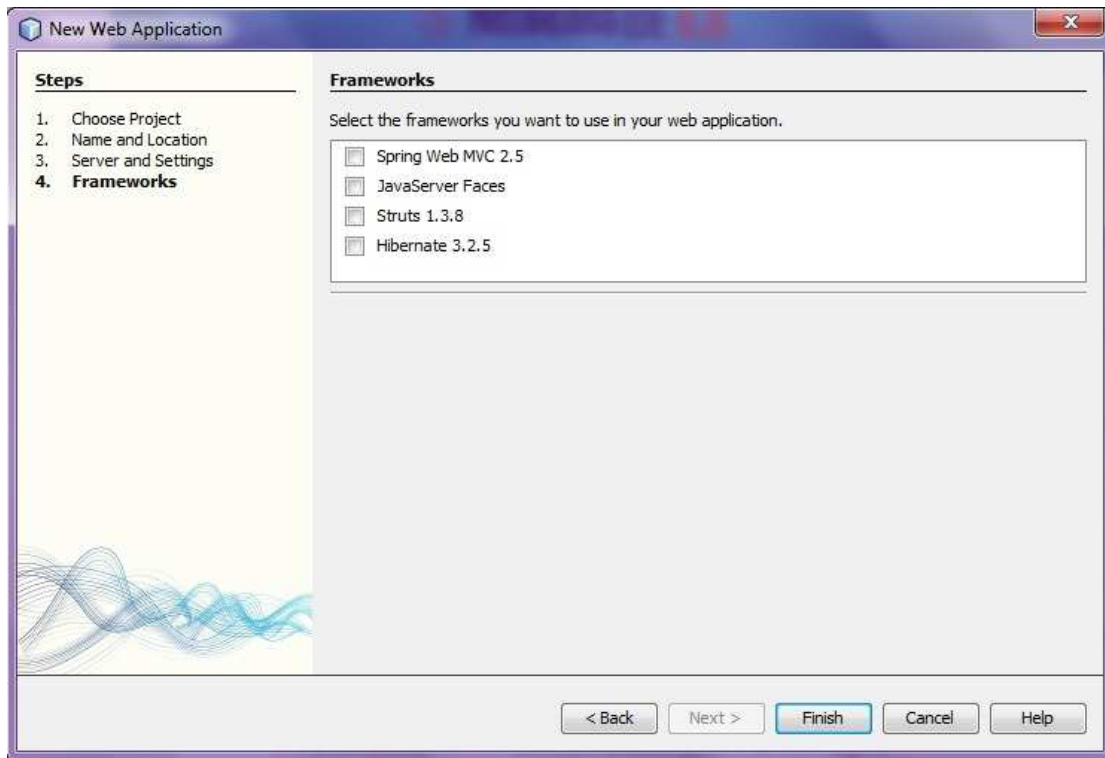 New Web Application
Steps
1. Choose Project
2. Name and Location
3. Server and Settings
4. Frameworks
Frameworks
Select the frameworks you want to use in your web application.
Spring Web MVC 2.5
JavaServer Faces
Struts 1.3.8
Hibernate 3.2.5
< Back Next > Finish Cancel Help